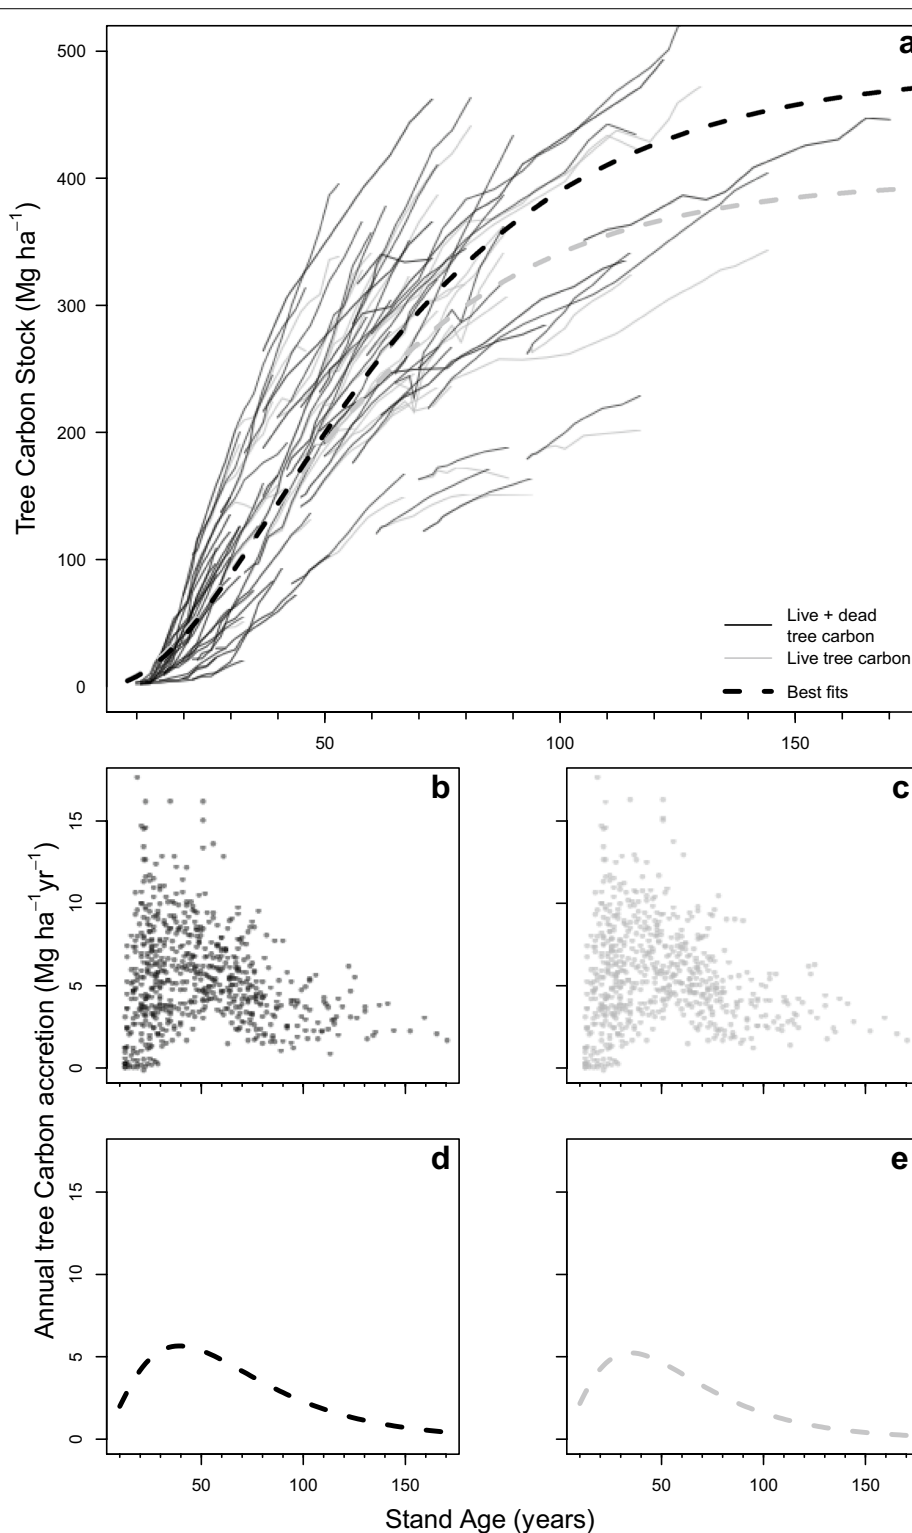 a
Tree Carbon Stock (Mg ha⁻¹)
500
400
300
200
100
0
Live + dead
tree carbon
Live tree carbon
Best fits
50
100
150
b
c
Annual tree Carbon accretion (Mg ha⁻¹yr⁻¹)
15
10
5
0
d
e
15
10
5
0
50
100
150
50
100
150
Stand Age (years)